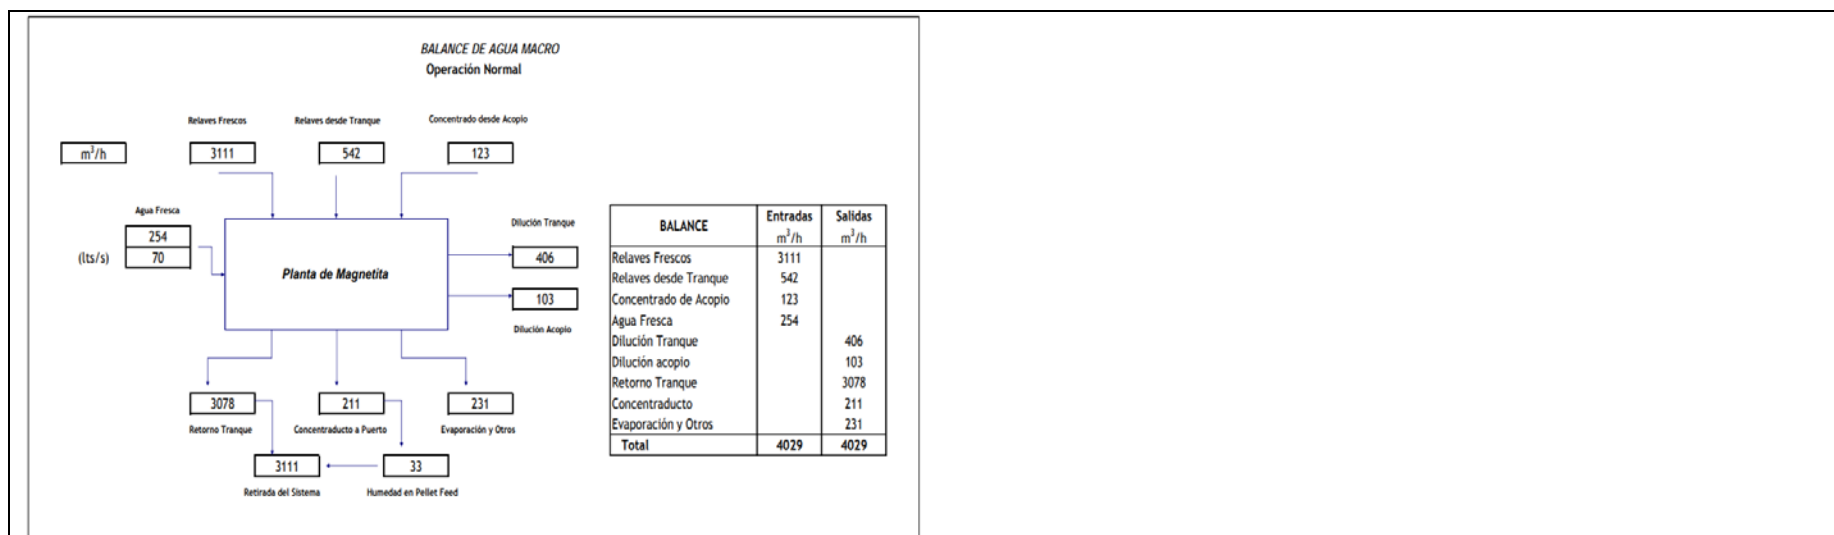 BALANCE DE AGUA MACRO
Operación Normal
Relaves Frescos
Relaves desde Tranque
Concentrado desde Acopio
m³/h
3111
542
123
Agua Fresca
254
(lts/s)
70
Planta de Magnetita
Dilución Tranque
406
103
Dilución Acopio
3078
211
231
Retorno Tranque
Concentraducto a Puerto
Evaporación y Otros
3111
33
Retirada del Sistema
Humedad en Pellet Feed
BALANCE Entradas Salidas
m³/h m³/h
Relaves Frescos 3111
Relaves desde Tranque 542
Concentrado de Acopio 123
Agua Fresca 254
Dilución Tranque 406
Dilución acopio 103
Retorno Tranque 3078
Concentraducto 211
Evaporación y Otros 231
Total 4029 4029